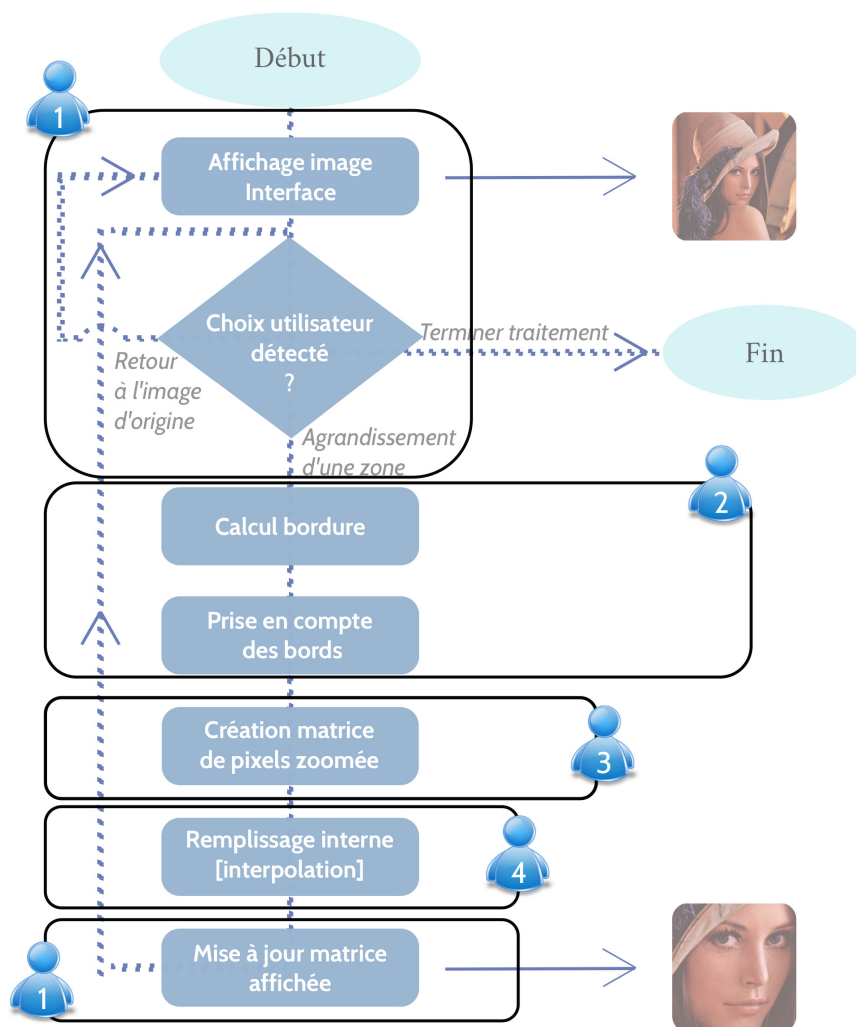 Début
1
Affichage image
Interface
Choix utilisateur
détecté
?
Terminer traitement
Fin
Retour
à l'image
d'origine
Agrandissement
d'une zone
2
Calcul bordure
Prise en compte
des bords
Création matrice
de pixels zoomée
3
Remplissage interne
[interpolation]
4
Mise à jour matrice
affichée
1